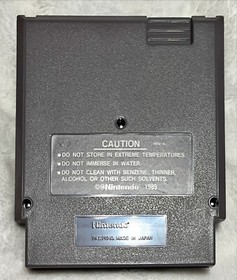 CAUTION
●DO NOT STORE IN EXTREME TEMPERATURES.
●DO NOT IMMERSE IN WATER.
●DO NOT CLEAN WITH BENZENE, THINNER,
ALCOHOL OR OTHER SUCH SOLVENTS.
©Nintendo 1985
Nintendo
MADE IN JAPAN